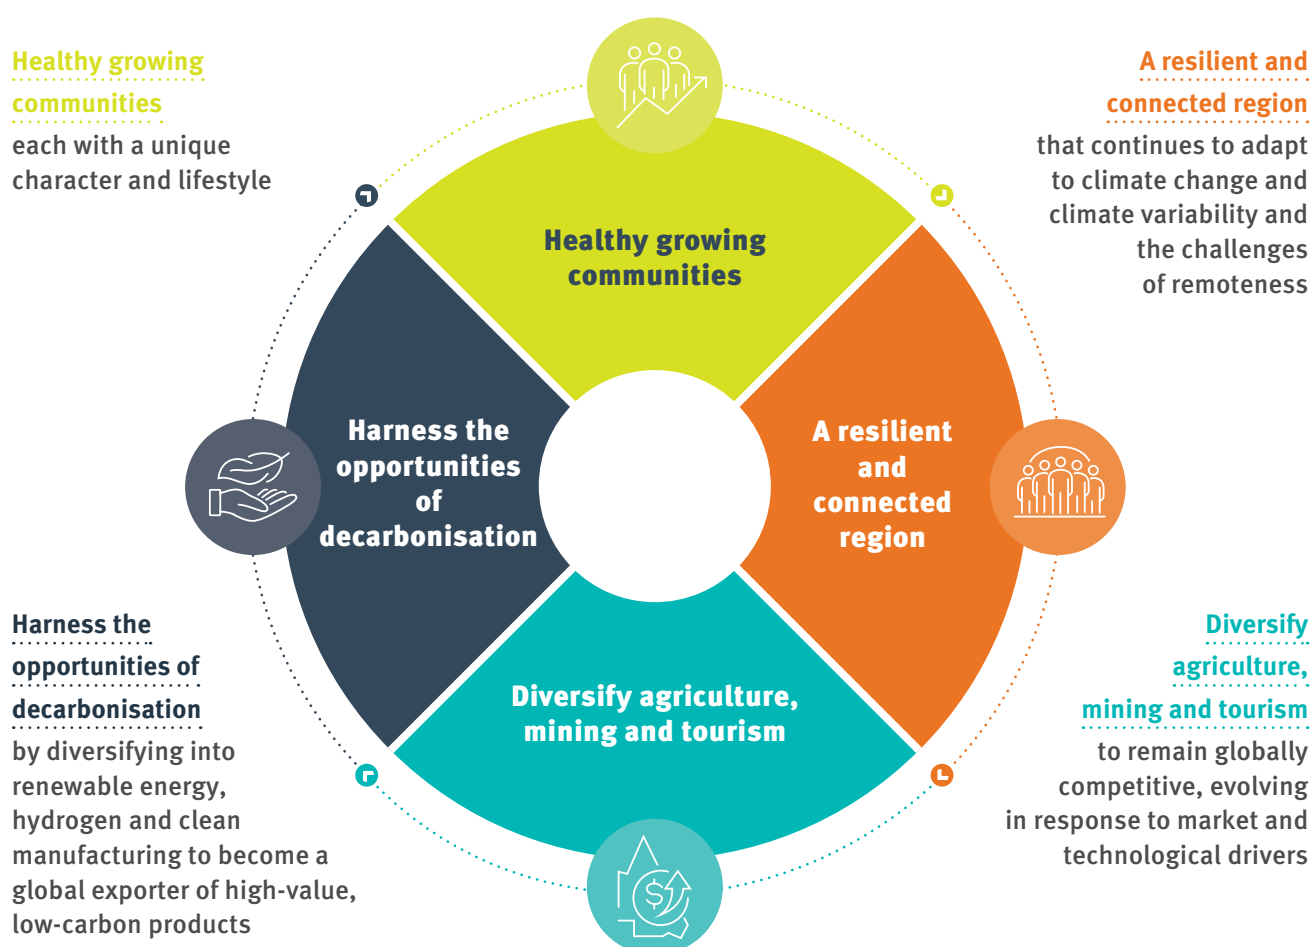 Healthy growing
communities
each with a unique
character and lifestyle
A resilient and
connected region
that continues to adapt
to climate change and
climate variability and
the challenges
of remoteness
Healthy growing
communities
Harness the
opportunities
of
decarbonisation
A resilient
and
connected
region
Diversify agriculture,
mining and tourism
Harness the
opportunities of
decarbonisation
by diversifying into
renewable energy,
hydrogen and clean
manufacturing to become a
global exporter of high-value,
low-carbon products
Diversify
agriculture,
mining and tourism
to remain globally
competitive, evolving
in response to market and
technological drivers
$